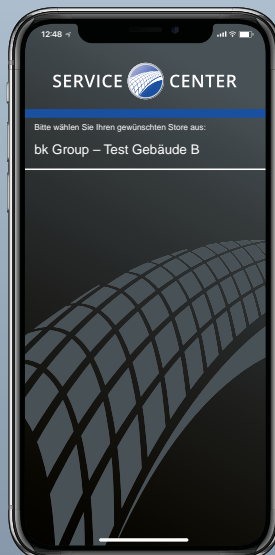 12:48
SERVICE CENTER
Bitte wählen Sie Ihren gewünschten Store aus:
bk Group – Test Gebäude B